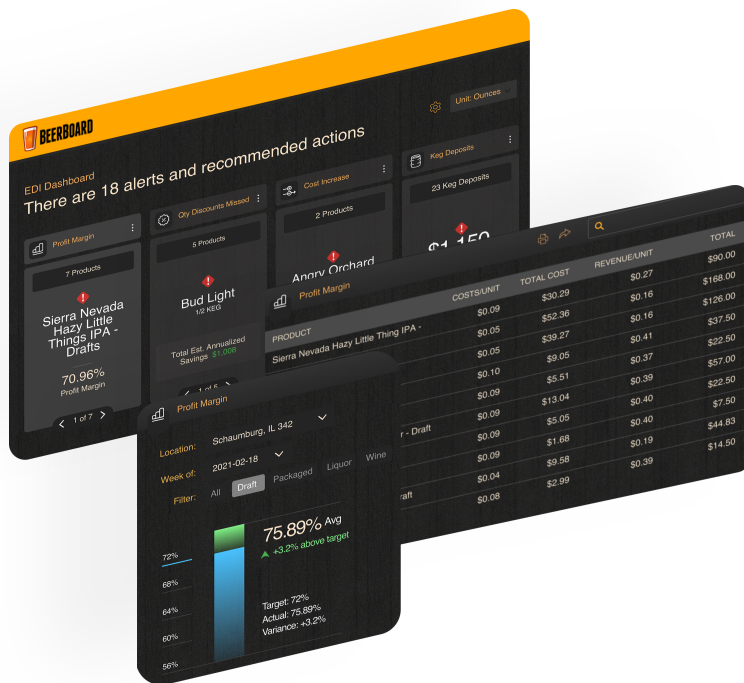 BEERBOARD
Unit: Ounces
EDI Dashboard
There are 18 alerts and recommended actions
Profit Margin
7 Products
Sierra Nevada
Hazy Little
Things IPA -
Drafts
70.96%
Profit Margin
1 of 7
Qty Discounts Missed
5 Products
Bud Light
1/2 KEG
Total Est. Annualized
Savings $1,008
1 of 5
Cost Increase
2 Products
Angry Orchard
Keg Deposits
23 Keg Deposits
$1,150
Profit Margin
PRODUCT COSTS/UNIT TOTAL COST REVENUE/UNIT TOTAL
Sierra Nevada Hazy Little Thing IPA - $0.09 $30.29 $0.27 $90.00
$0.05 $52.36 $0.16 $168.00
$0.05 $39.27 $0.16 $126.00
$0.10 $9.05 $0.41 $37.50
$0.09 $5.51 $0.37 $22.50
$0.09 $13.04 $0.39 $57.00
r - Draft $0.09 $5.05 $0.40 $22.50
$0.09 $1.68 $0.40 $7.50
$0.04 $9.58 $0.19 $44.83
raft $0.08 $2.99 $0.39 $14.50
Profit Margin
Location: Schaumburg, IL 342
Week of: 2021-02-18
Filter: All Draft Packaged Liquor Wine
75.89% Avg
+3.2% above target
72%
68%
64%
60%
56%
Target: 72%
Actual: 75.89%
Variance: +3.2%